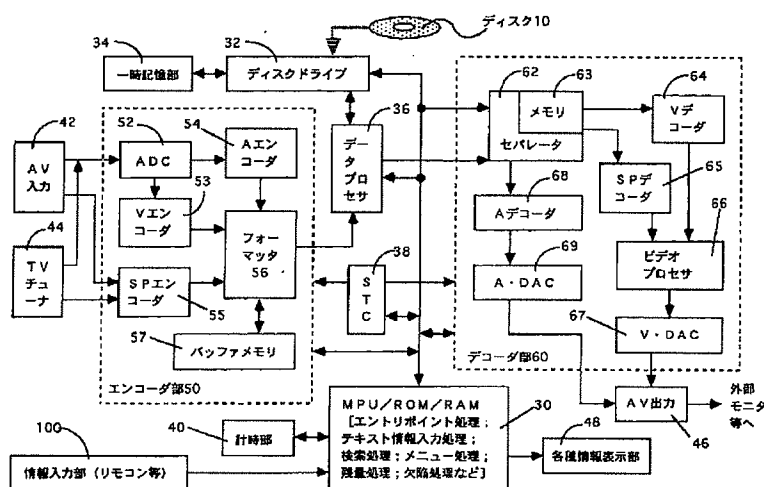 ディスク10
34
一時記憶部
32
ディスクドライブ
62
63
メモリ
セパレータ
64
Vデ
コーダ
42
AV
入力
52
ADC
54
Aエン
コーダ
36
データ
プロ
セサ
68
Aデコーダ
SPデ
コーダ
65
53
Vエン
コーダ
44
TV
チュ
ーナ
フォー
マッタ
56
38
STC
69
A・DAC
66
ビデオ
プロセサ
SPエン
コーダ
55
57
バッファメモリ
エンコーダ部50
67
V・DAC
デコーダ部60
40
計時部
MPU/ROM/RAM
[エントリポイント処理;
テキスト情報入力処理;
検索処理;メニュー処理;
残量処理;欠陥処理など]
30
AV出力
46
外部
モニタ
等へ
100
情報入力部(リモコン等)
48
各種情報表示部